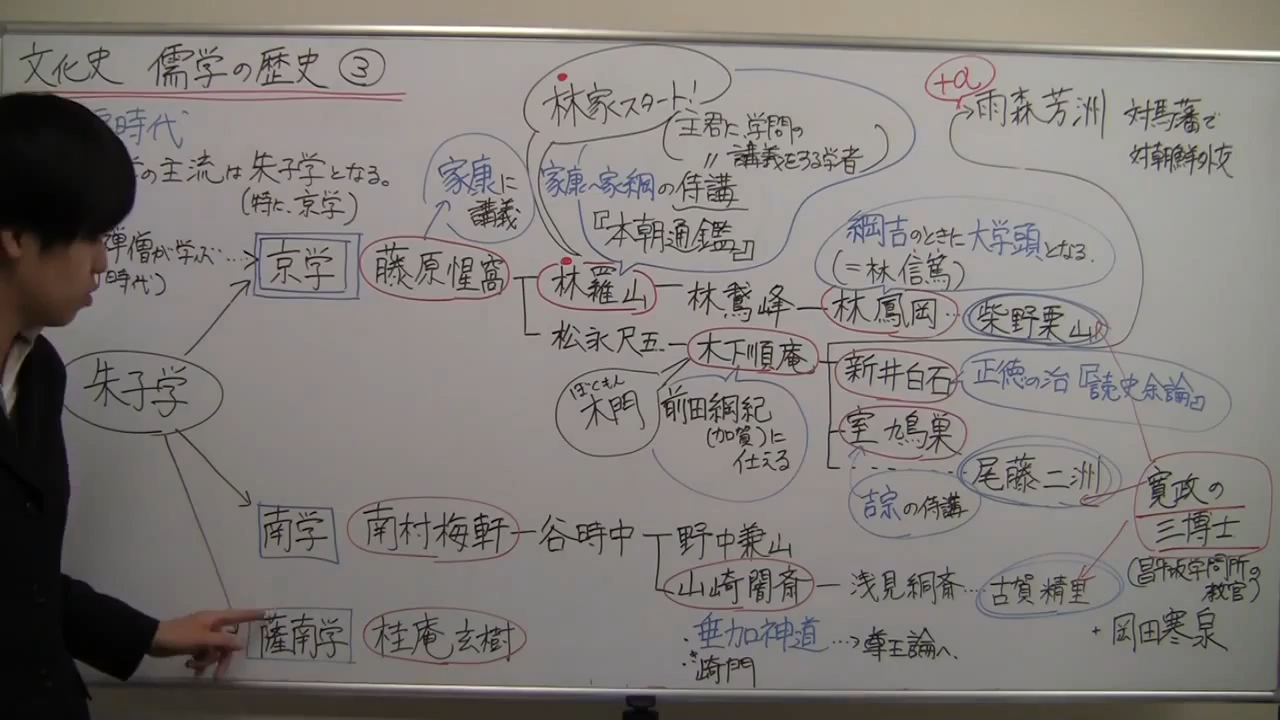 文化史 儒学の歴史③
時代
の主流は朱子学となる。
(特に、京学)
禅僧が学ぶ…
時代)
朱子学
京学
藤原惺窩
家康に
講義
林家スタート!
(主君に、学問の
〃 講義をする学者)
家康〜家綱の侍講
『本朝通鑑』
林羅山
林鵞峰
林鳳岡
綱吉のときに大学頭となる.
(=林信篤)
柴野栗山
+α
雨森芳洲
対馬藩で
対朝鮮外交
松永尺五
木下順庵
ぼくもん
木門
前田綱紀
(加賀)に
仕える
新井白石
正徳の治『読史余論』
室鳩巣
吉宗の侍講
尾藤二洲
寛政の
三博士
(昌平坂学問所の
教官)
+ 岡田寒泉
南学
南村梅軒
谷時中
野中兼山
山崎闇斎
浅見絅斎
古賀精里
・垂加神道…→尊王論へ.
崎門
薩南学
桂庵玄樹